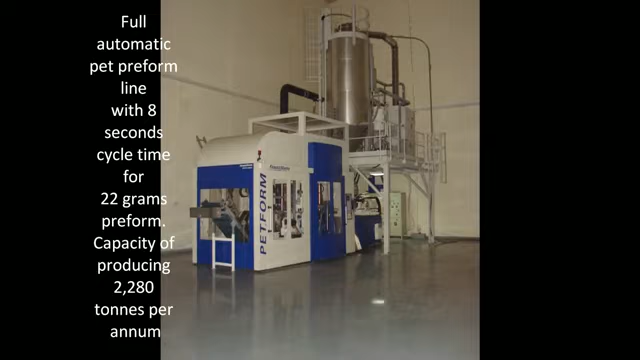 Full
automatic
pet preform
line
with 8
seconds
cycle time
for
22 grams
preform.
Capacity of
producing
2,280
tonnes per
annum
PETFORM